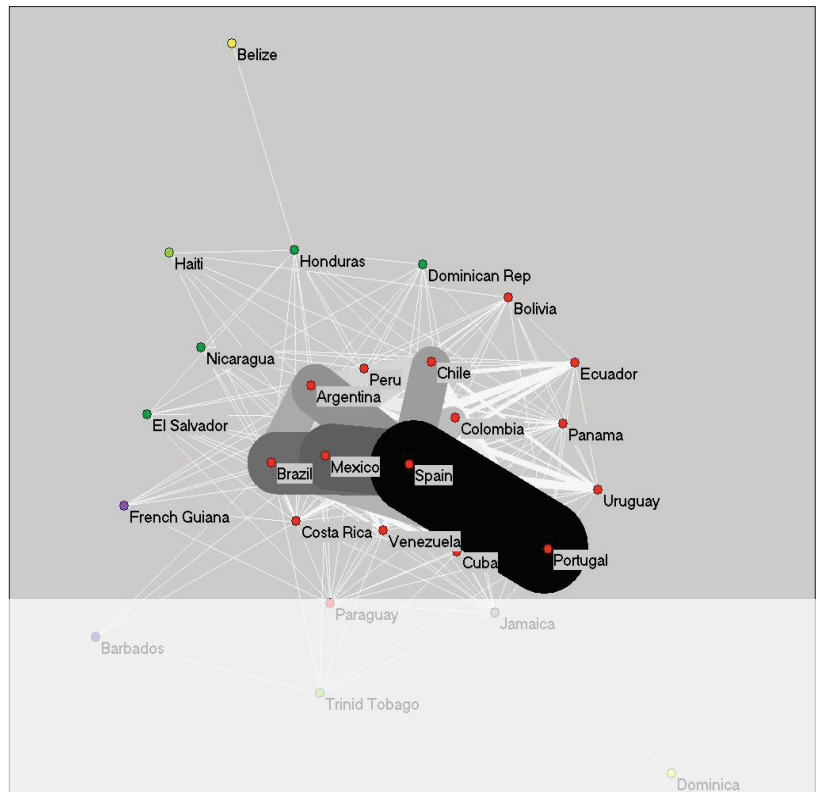 Belize
Haiti
Honduras
Dominican Rep
Bolivia
Nicaragua
Peru
Chile
Ecuador
Argentina
El Salvador
Colombia
Panama
Brazil
Mexico
Spain
Uruguay
French Guiana
Costa Rica
Venezuela
Cuba
Portugal
Paraguay
Jamaica
Barbados
Trinid Tobago
Dominica